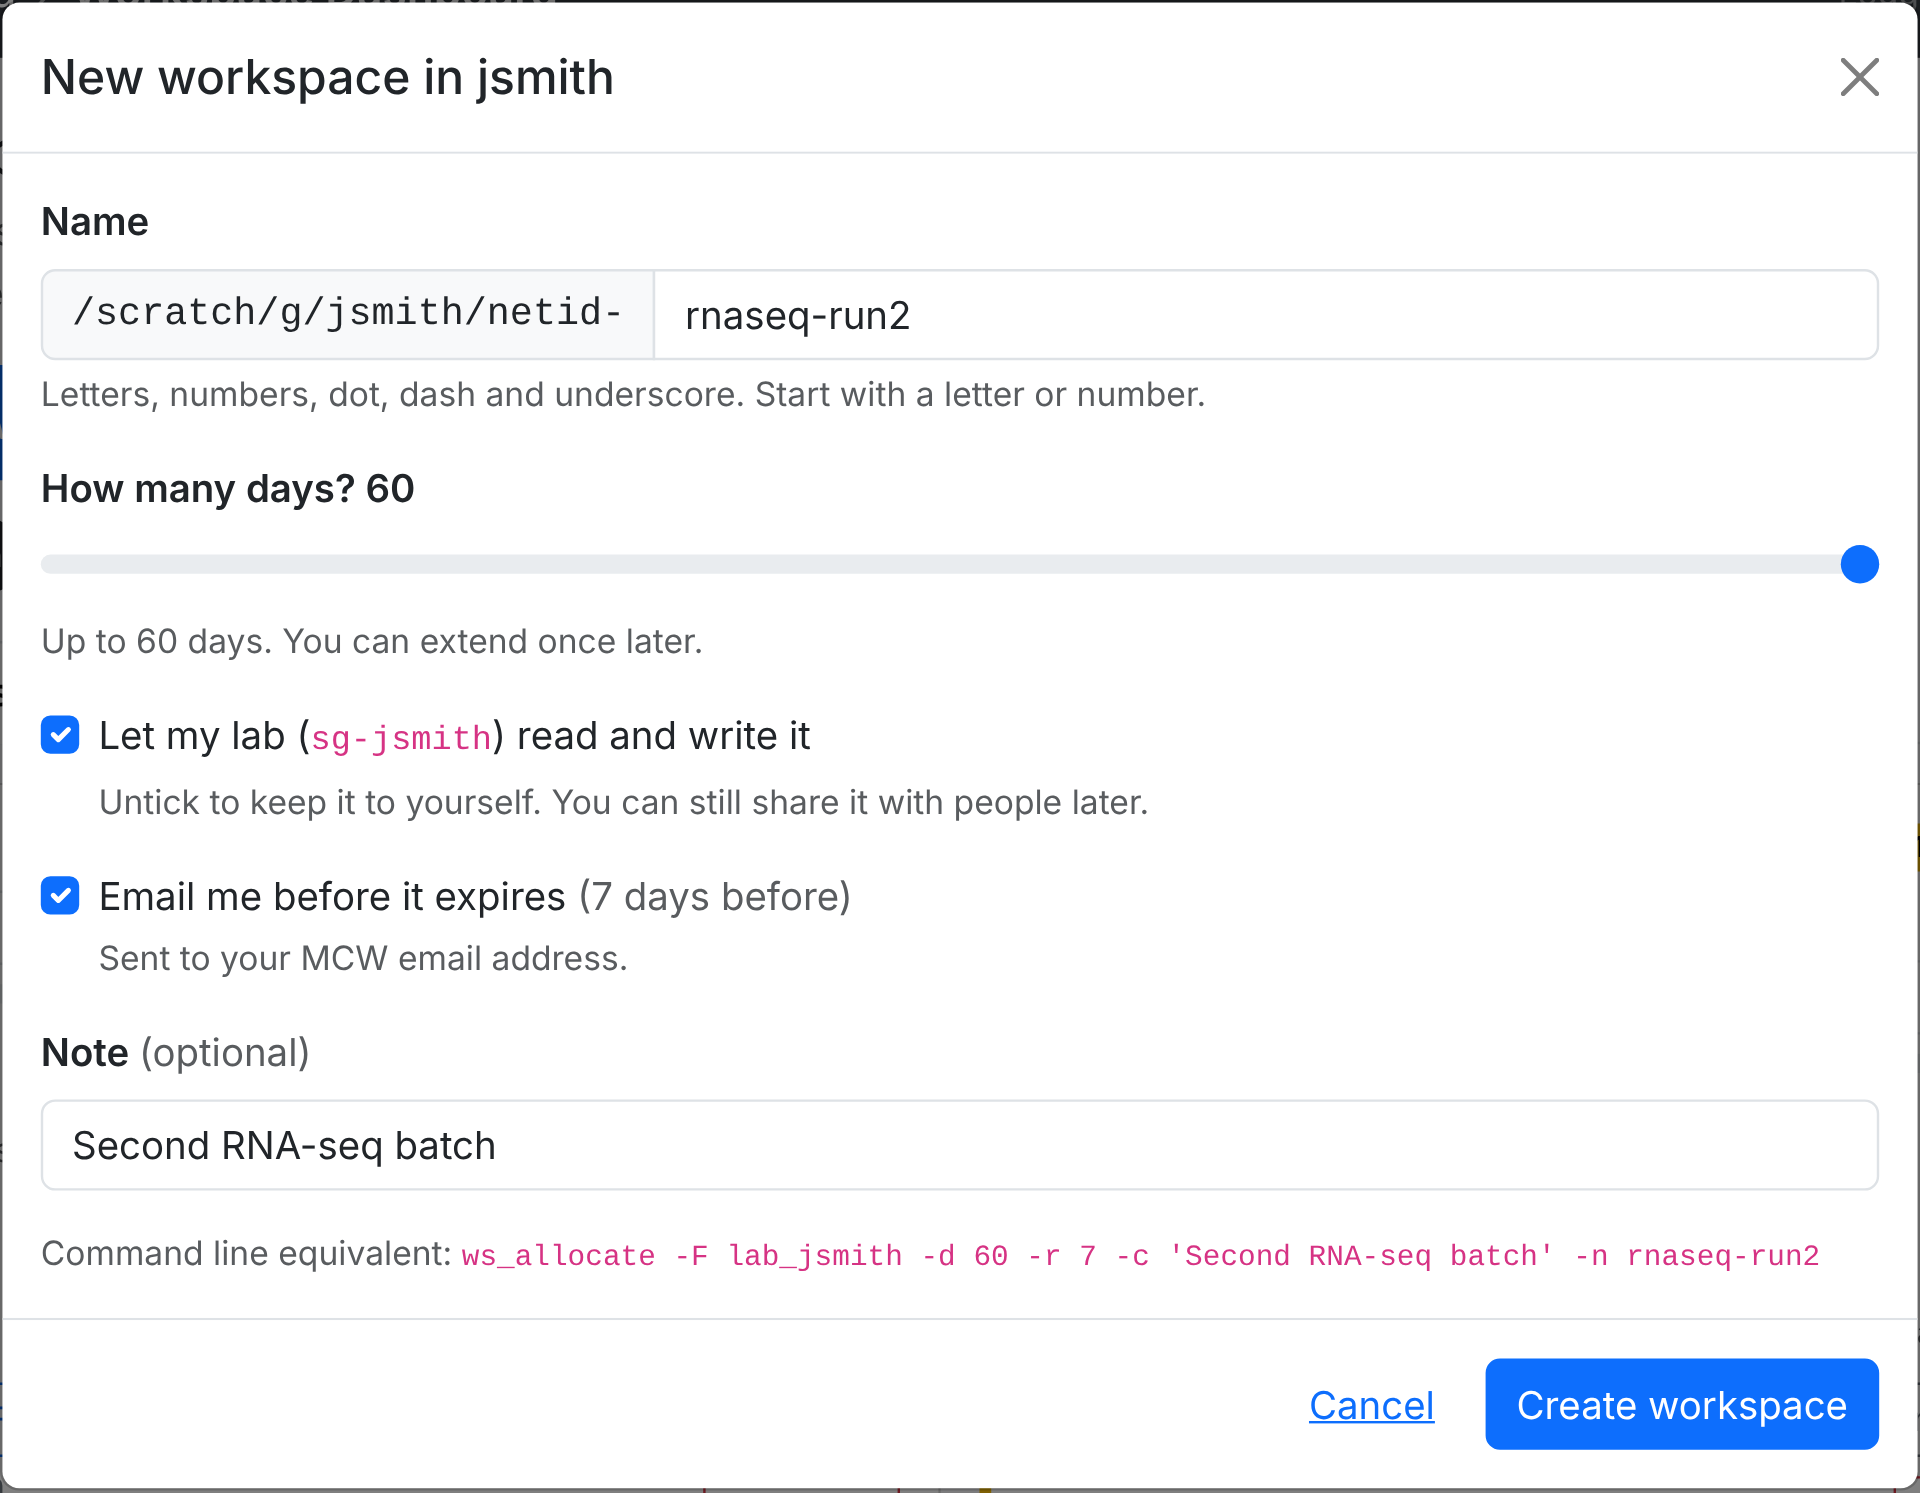 New workspace in jsmith
Name
/scratch/g/jsmith/netid- rnaseq-run2
Letters, numbers, dot, dash and underscore. Start with a letter or number.
How many days? 60
Up to 60 days. You can extend once later.
Let my lab (sg-jsmith) read and write it
Untick to keep it to yourself. You can still share it with people later.
Email me before it expires (7 days before)
Sent to your MCW email address.
Note (optional)
Second RNA-seq batch
Command line equivalent: ws_allocate -F lab_jsmith -d 60 -r 7 -c 'Second RNA-seq batch' -n rnaseq-run2
Cancel Create workspace